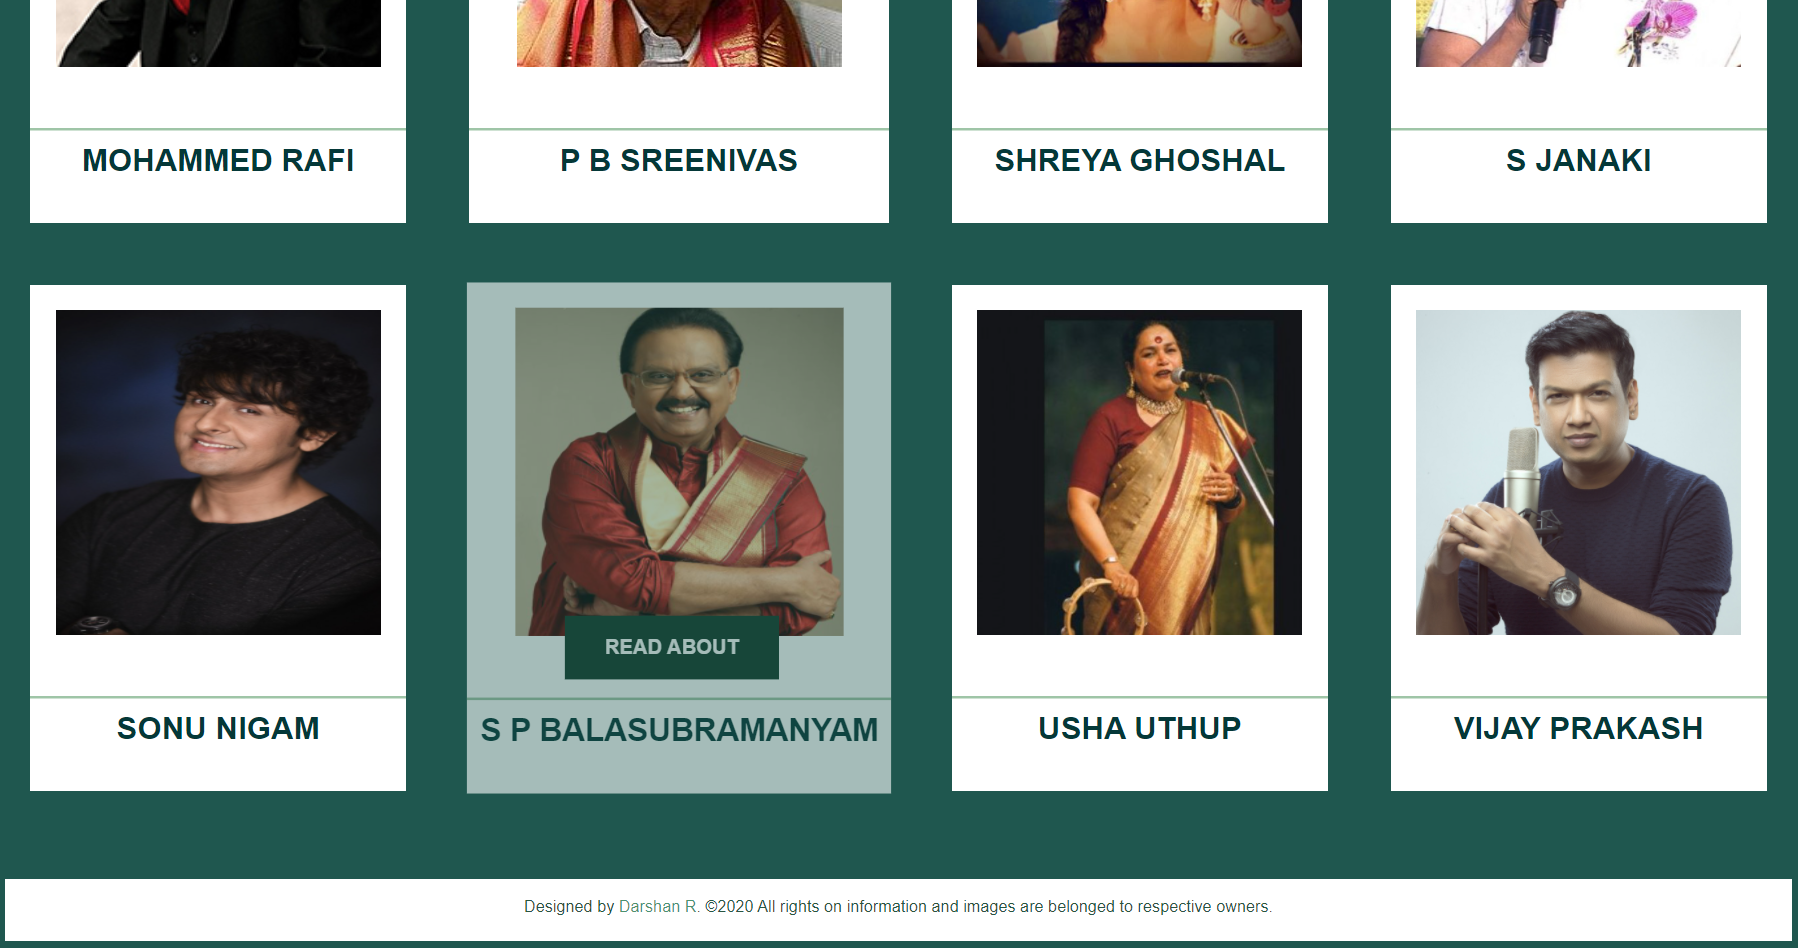 MOHAMMED RAFI
P B SREENIVAS
SHREYA GHOSHAL
S JANAKI
READ ABOUT
SONU NIGAM
S P BALASUBRAMANYAM
USHA UTHUP
VIJAY PRAKASH
Designed by Darshan R. ©2020 All rights on information and images are belonged to respective owners.